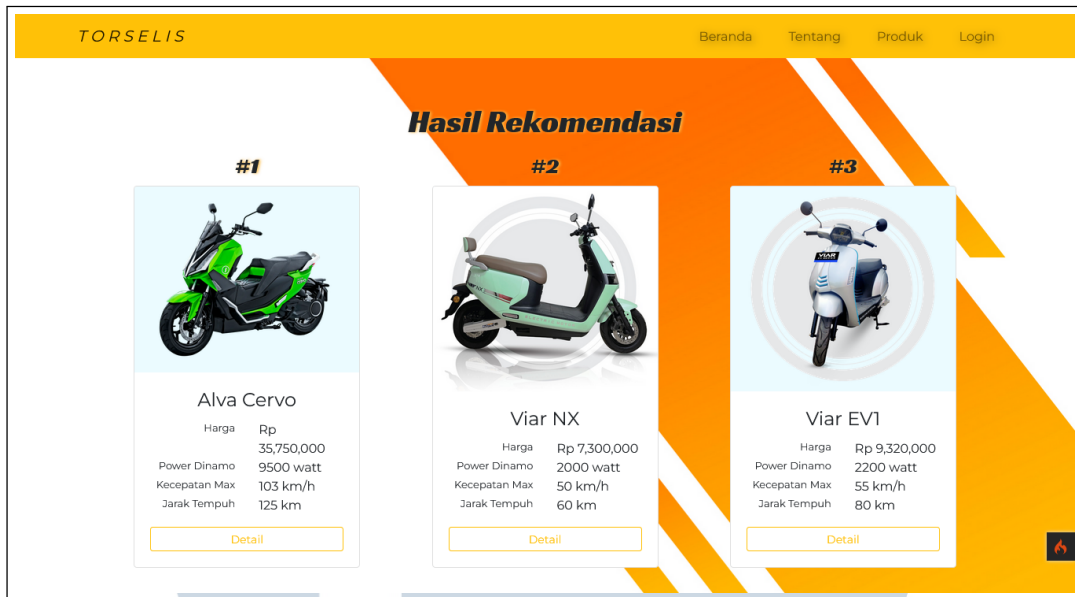 TORSELIS
Beranda Tentang Produk Login
Hasil Rekomendasi
#1
#2
#3
VIAR
Alva Cervo
Harga Rp 35,750,000
Power Dinamo 9500 watt
Kecepatan Max 103 km/h
Jarak Tempuh 125 km
Detail
Viar NX
Harga Rp 7,300,000
Power Dinamo 2000 watt
Kecepatan Max 50 km/h
Jarak Tempuh 60 km
Detail
Viar EV1
Harga Rp 9,320,000
Power Dinamo 2200 watt
Kecepatan Max 55 km/h
Jarak Tempuh 80 km
Detail